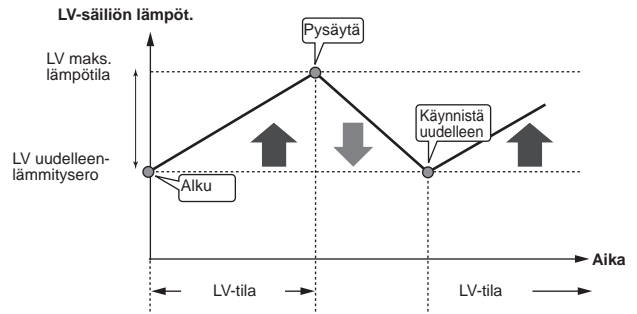 LV-säiliön lämpöt.
Pysäytä
LV maks.
lämpötila
Käynnistä
uudelleen
LV uudelleen-
lämmitysero
Alku
Aika
LV-tila
LV-tila